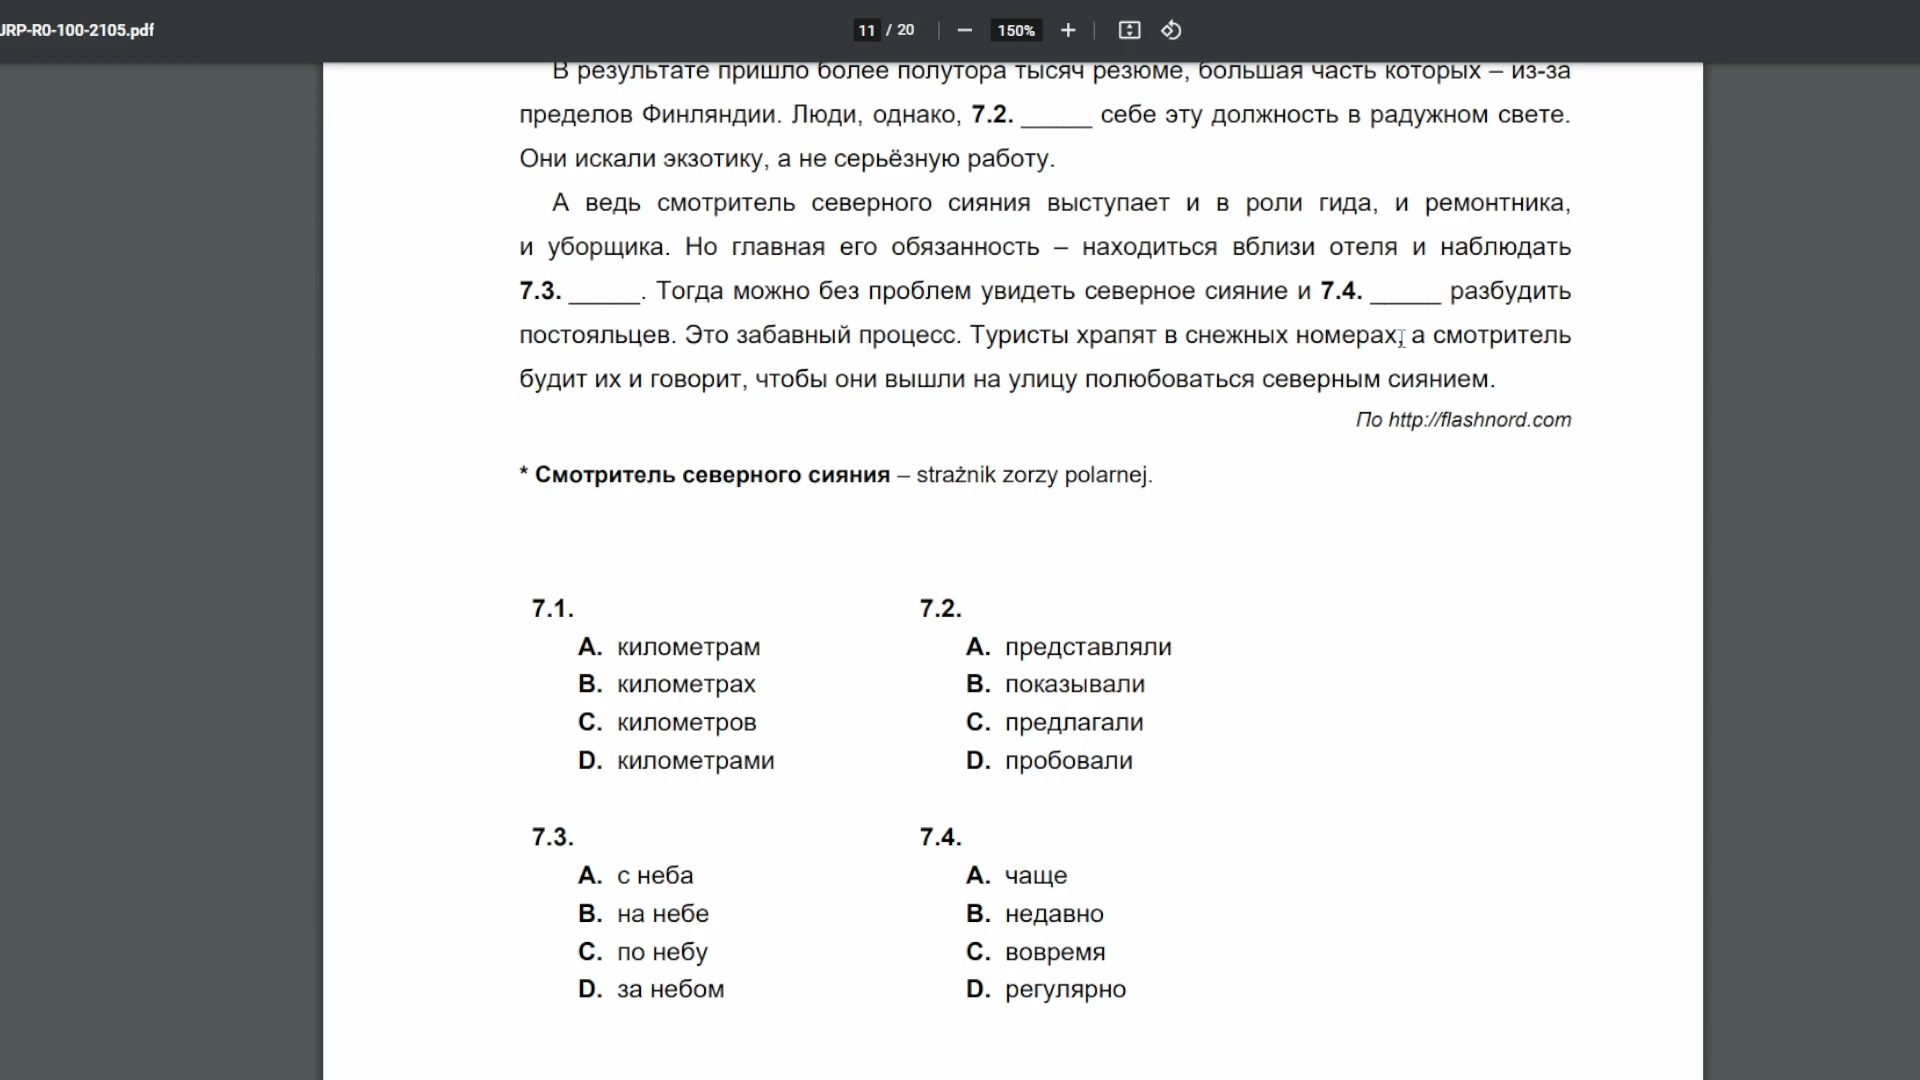 JRP-R0-100-2105.pdf
11 / 20
150%
В результате пришло более полутора тысяч резюме, большая часть которых – из-за
пределов Финляндии. Люди, однако, 7.2. _____ себе эту должность в радужном свете.
Они искали экзотику, а не серьёзную работу.
А ведь смотритель северного сияния выступает и в роли гида, и ремонтника,
и уборщика. Но главная его обязанность – находиться вблизи отеля и наблюдать
7.3. _____. Тогда можно без проблем увидеть северное сияние и 7.4. _____ разбудить
постояльцев. Это забавный процесс. Туристы храпят в снежных номерах, а смотритель
будит их и говорит, чтобы они вышли на улицу полюбоваться северным сиянием.
По http://flashnord.com
* Смотритель северного сияния – strażnik zorzy polarnej.
7.1.
A. километрам
B. километрах
C. километров
D. километрами
7.2.
A. представляли
B. показывали
C. предлагали
D. пробовали
7.3.
A. с неба
B. на небе
C. по небу
D. за небом
7.4.
A. чаще
B. недавно
C. вовремя
D. регулярно